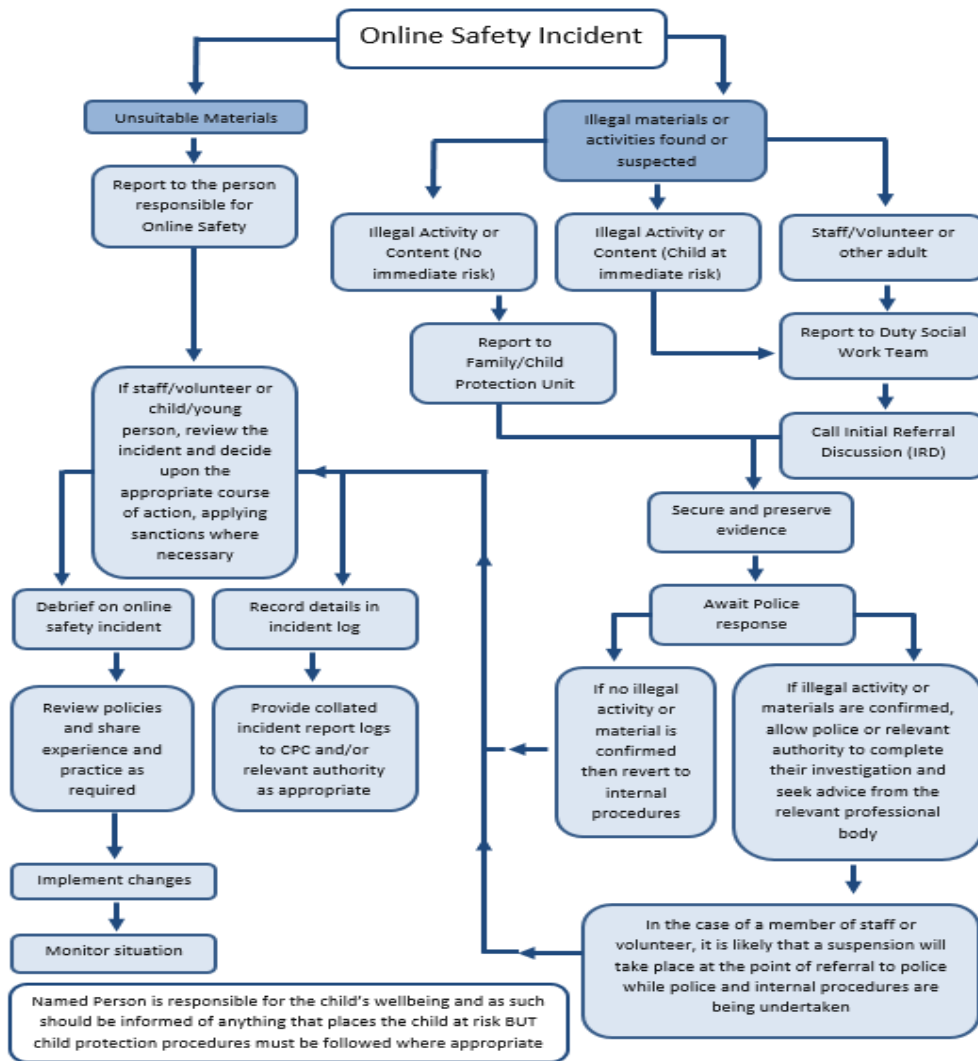 Online Safety Incident
Unsuitable Materials
Illegal materials or
activities found or
suspected
Report to the person
responsible for
Online Safety
Illegal Activity or
Content (No
immediate risk)
Illegal Activity or
Content (Child at
immediate risk)
Staff/Volunteer or
other adult
Report to
Family/Child
Protection Unit
Report to Duty Social
Work Team
Call Initial Referral
Discussion (IRD)
If staff/volunteer or
child/young
person, review the
incident and decide
upon the
appropriate course
of action, applying
sanctions where
necessary
Secure and preserve
evidence
Await Police
response
Debrief on online
safety incident
Record details in
incident log
Review policies
and share
experience and
practice as
required
Provide collated
incident report logs
to CPC and/or
relevant authority
as appropriate
If no illegal
activity or
material is
confirmed
then revert to
internal
procedures
If illegal activity or
materials are confirmed,
allow police or relevant
authority to complete
their investigation and
seek advice from the
relevant professional
body
Implement changes
Monitor situation
In the case of a member of staff or
volunteer, it is likely that a suspension will
take place at the point of referral to police
while police and internal procedures are
being undertaken
Named Person is responsible for the child's wellbeing and as such
should be informed of anything that places the child at risk BUT
child protection procedures must be followed where appropriate